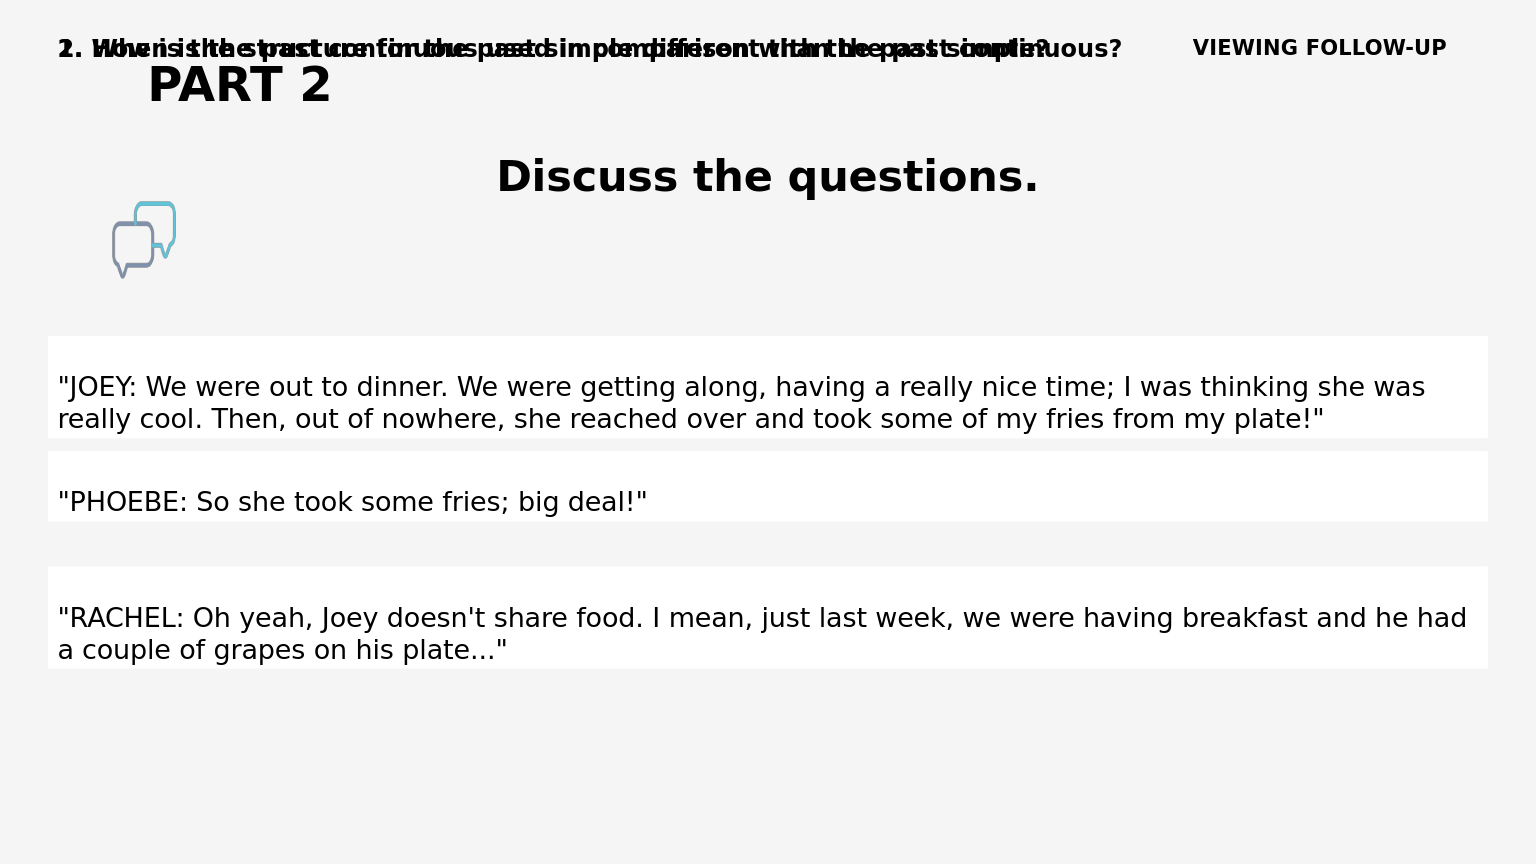 1. When is the past continuous used in comparison with the past simple?
2. How is the structure for the past simple different than the past continuous?
VIEWING FOLLOW-UP
PART 2
Discuss the questions.
"JOEY: We were out to dinner. We were getting along, having a really nice time; I was thinking she was
really cool. Then, out of nowhere, she reached over and took some of my fries from my plate!"
"PHOEBE: So she took some fries; big deal!"
"RACHEL: Oh yeah, Joey doesn't share food. I mean, just last week, we were having breakfast and he had
a couple of grapes on his plate..."